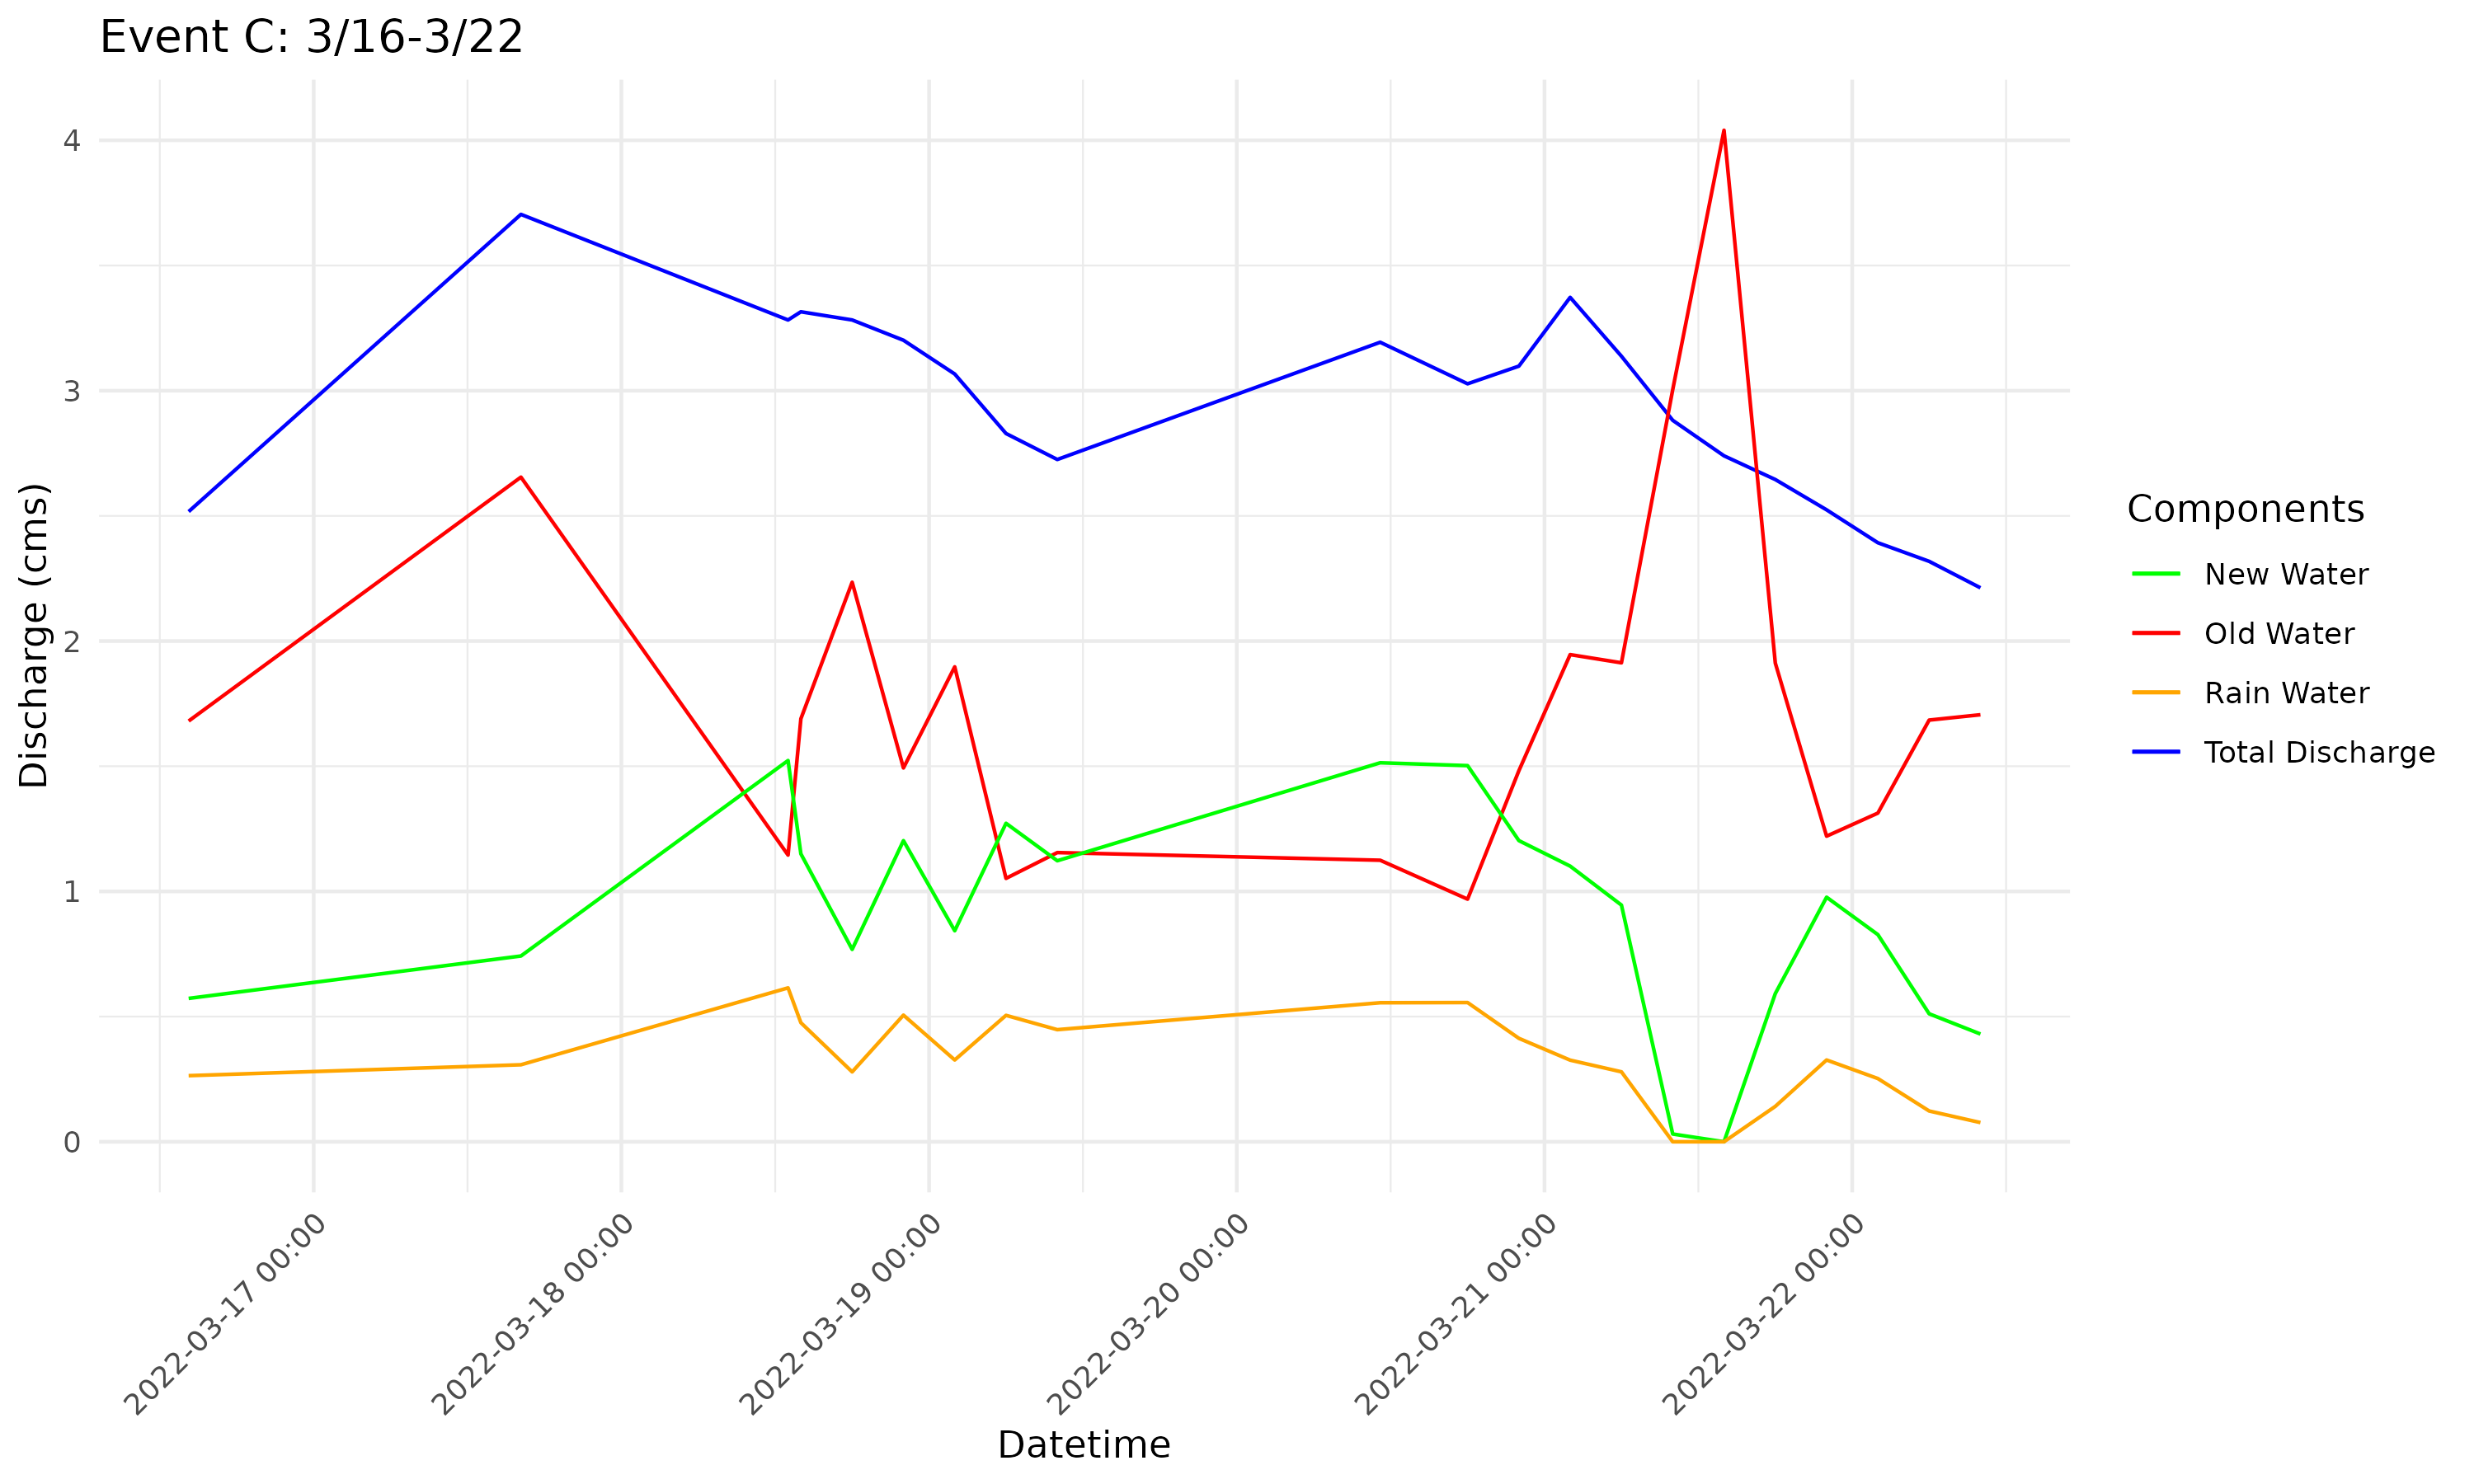 Event C: 3/16-3/22
4
3
2
1
0
Discharge (cms)
2022-03-17 00:00
2022-03-18 00:00
2022-03-19 00:00
2022-03-20 00:00
2022-03-21 00:00
2022-03-22 00:00
Datetime
Components
New Water
Old Water
Rain Water
Total Discharge